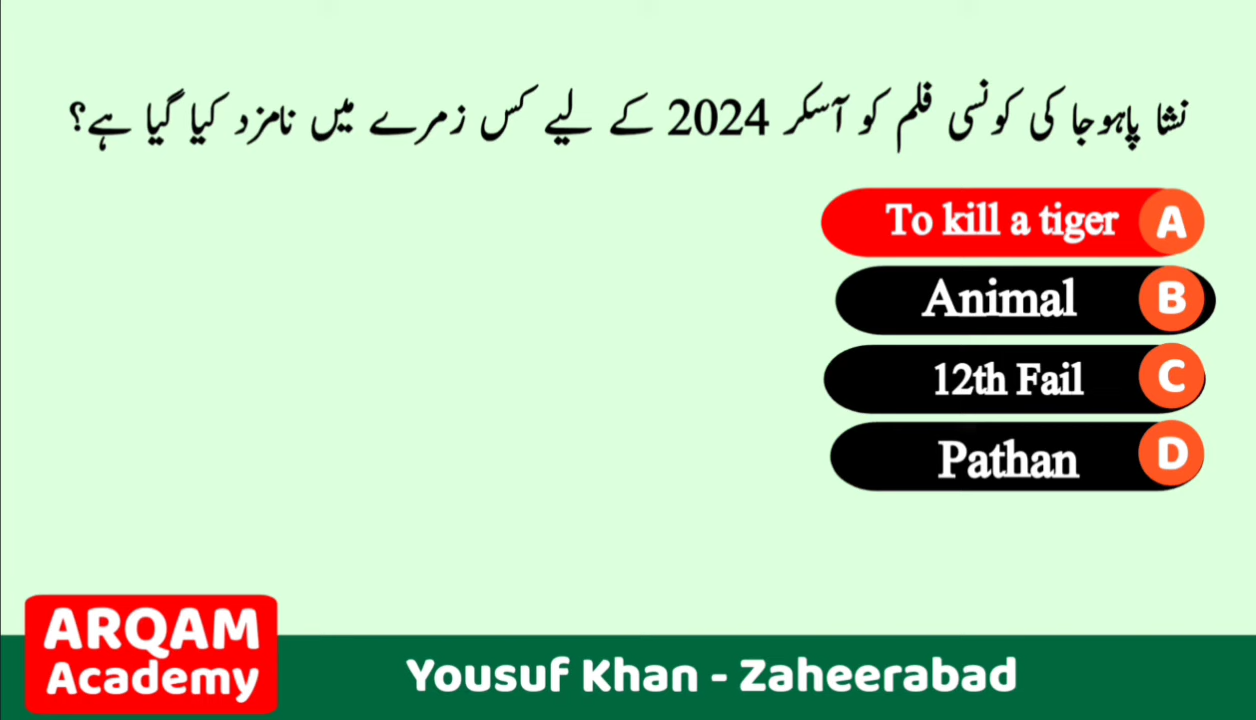 نشا پاہوجا کی کونسی فلم کو آسکر 2024 کے لیے کس زمرے میں نامزد کیا گیا ہے؟
To kill a tiger A
Animal B
12th Fail C
Pathan D
ARQAM
Academy
Yousuf Khan - Zaheerabad